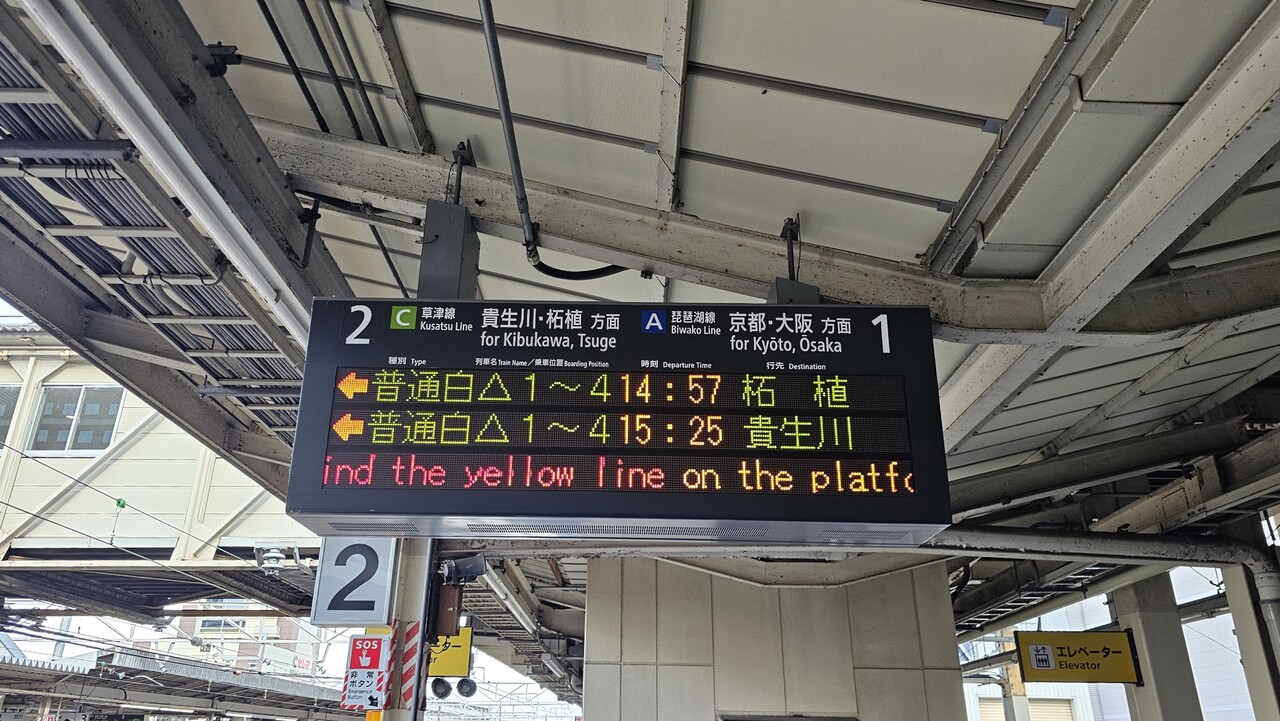 2 C 草津線 貴生川・柘植 方面 A 琵琶湖線 京都・大阪 方面 1
Kusatsu Line for Kibukawa, Tsuge Biwako Line for Kyōto, Ōsaka
種別 Type 列車名 Train Name／乗車位置 Boarding Position 時刻 Departure Time 行先 Destination
普通白△1～4 14:57 柘 植
普通白△1～4 15:25 貴生川
ind the yellow line on the platfo
2
SOS
非常
ボタン
Emergency
Button
ター
or
エレベーター
Elevator